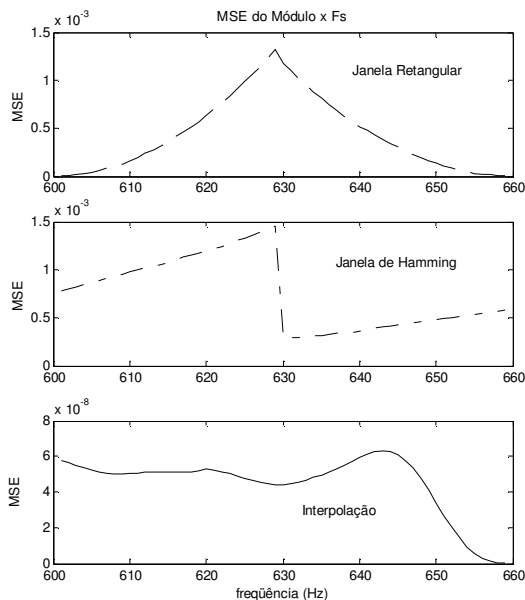 MSE do Módulo x Fs
x 10-3
1.5
1
0.5
0
MSE
Janela Retangular
600 610 620 630 640 650 660
x 10-3
1.5
1
0.5
0
MSE
Janela de Hamming
600 610 620 630 640 650 660
x 10-8
8
6
4
2
0
MSE
Interpolação
600 610 620 630 640 650 660
freqüência (Hz)